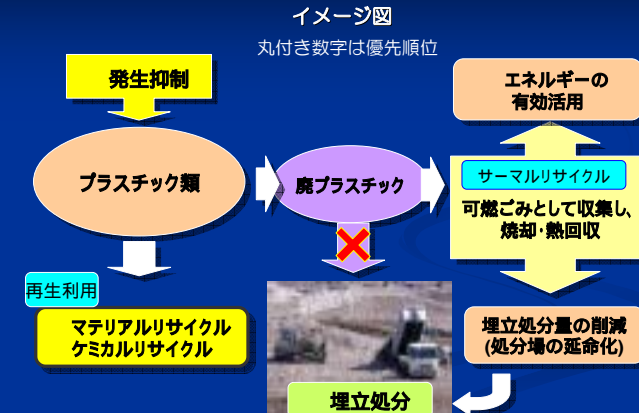 イメージ図
丸付き数字は優先順位
発生抑制
エネルギーの
有効活用
プラスチック類
廃プラスチック
サーマルリサイクル
可燃ごみとして収集し、
焼却・熱回収
再生利用
マテリアルリサイクル
ケミカルリサイクル
埋立処分量の削減
(処分場の延命化)
埋立処分